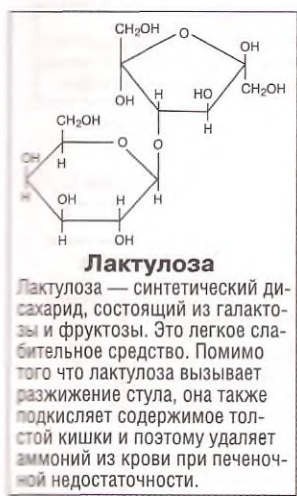 CH₂OH
O
OH
OH
H
HO
CH₂OH
H
CH₂OH
O
O
OH
H
H
OH
H
H
H
H
OH
Лактулоза
Лактулоза — синтетический ди-
сахарид, состоящий из галакто-
зы и фруктозы. Это легкое сла-
бительное средство. Помимо
того что лактулоза вызывает
разжижение стула, она также
подкисляет содержимое тол-
стой кишки и поэтому удаляет
аммоний из крови при печеноч-
ной недостаточности.